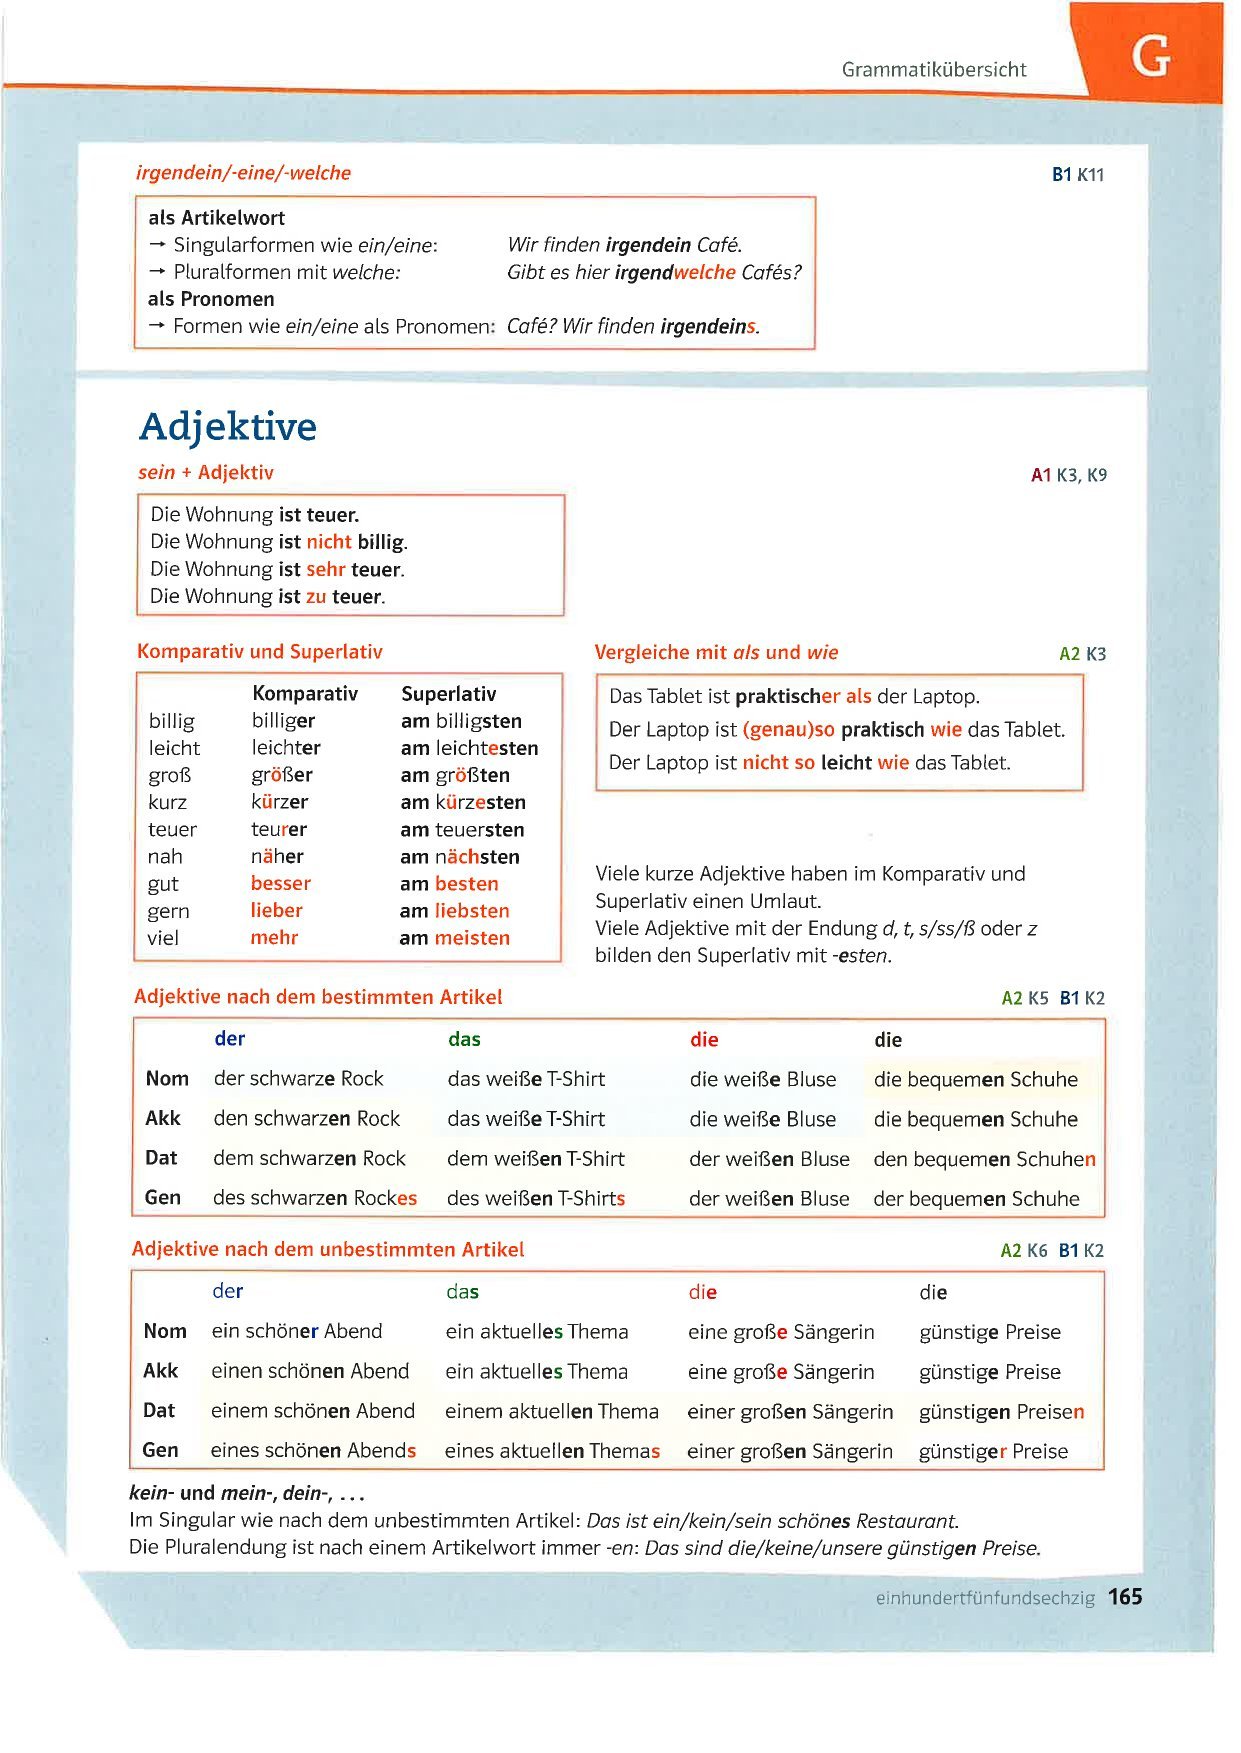 Grammatikübersicht
G
irgendein/-eine/-welche B1 K11
als Artikelwort
→ Singularformen wie ein/eine: Wir finden irgendein Café.
→ Pluralformen mit welche: Gibt es hier irgendwelche Cafés?
als Pronomen
→ Formen wie ein/eine als Pronomen: Café? Wir finden irgendeins.
Adjektive
sein + Adjektiv A1 K3, K9
Die Wohnung ist teuer.
Die Wohnung ist nicht billig.
Die Wohnung ist sehr teuer.
Die Wohnung ist zu teuer.
Komparativ und Superlativ
Komparativ Superlativ
billig billiger am billigsten
leicht leichter am leichtesten
groß größer am größten
kurz kürzer am kürzesten
teuer teurer am teuersten
nah näher am nächsten
gut besser am besten
gern lieber am liebsten
viel mehr am meisten
Vergleiche mit als und wie A2 K3
Das Tablet ist praktischer als der Laptop.
Der Laptop ist (genau)so praktisch wie das Tablet.
Der Laptop ist nicht so leicht wie das Tablet.
Viele kurze Adjektive haben im Komparativ und
Superlativ einen Umlaut.
Viele Adjektive mit der Endung d, t, s/ss/ß oder z
bilden den Superlativ mit -esten.
Adjektive nach dem bestimmten Artikel A2 K5 B1 K2
der das die die
Nom der schwarze Rock das weiße T-Shirt die weiße Bluse die bequemen Schuhe
Akk den schwarzen Rock das weiße T-Shirt die weiße Bluse die bequemen Schuhe
Dat dem schwarzen Rock dem weißen T-Shirt der weißen Bluse den bequemen Schuhen
Gen des schwarzen Rockes des weißen T-Shirts der weißen Bluse der bequemen Schuhe
Adjektive nach dem unbestimmten Artikel A2 K6 B1 K2
der das die die
Nom ein schöner Abend ein aktuelles Thema eine große Sängerin günstige Preise
Akk einen schönen Abend ein aktuelles Thema eine große Sängerin günstige Preise
Dat einem schönen Abend einem aktuellen Thema einer großen Sängerin günstigen Preisen
Gen eines schönen Abends eines aktuellen Themas einer großen Sängerin günstiger Preise
kein- und mein-, dein-, ...
Im Singular wie nach dem unbestimmten Artikel: Das ist ein/kein/sein schönes Restaurant.
Die Pluralendung ist nach einem Artikelwort immer -en: Das sind die/keine/unsere günstigen Preise.
einhundertfünfundsechzig 165